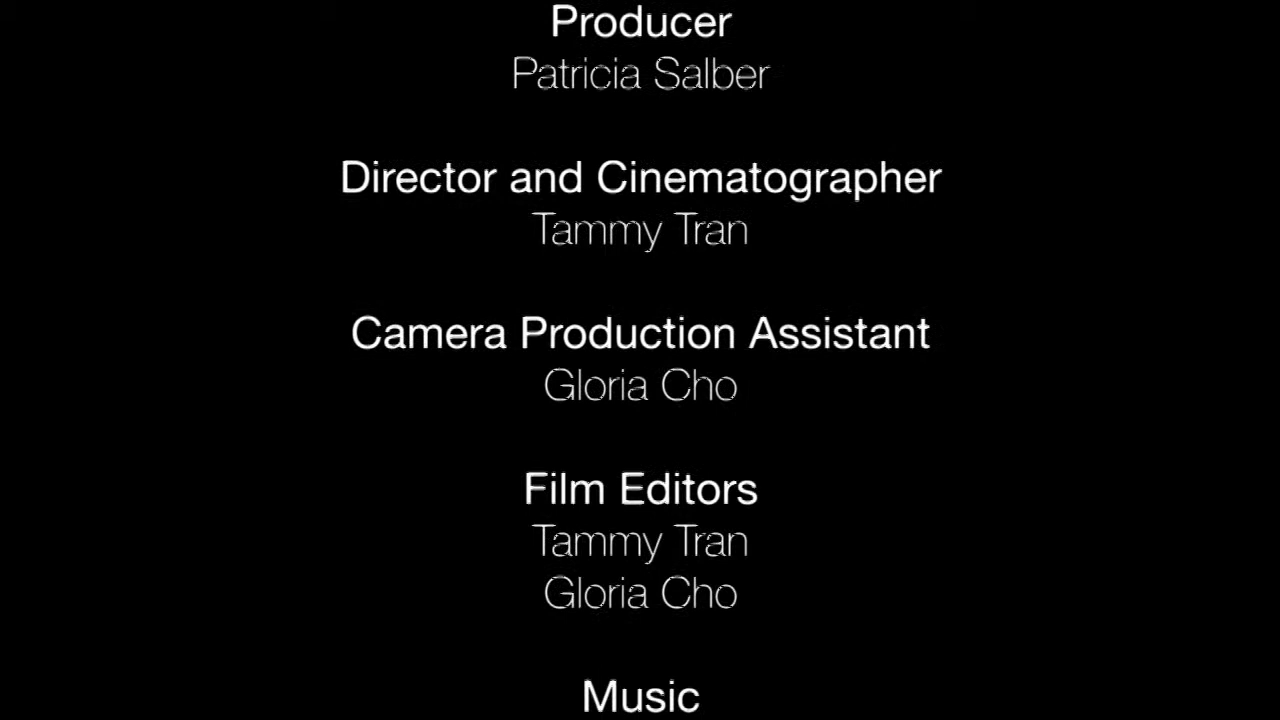 Producer
Patricia Salber
Director and Cinematographer
Tammy Tran
Camera Production Assistant
Gloria Cho
Film Editors
Tammy Tran
Gloria Cho
Music